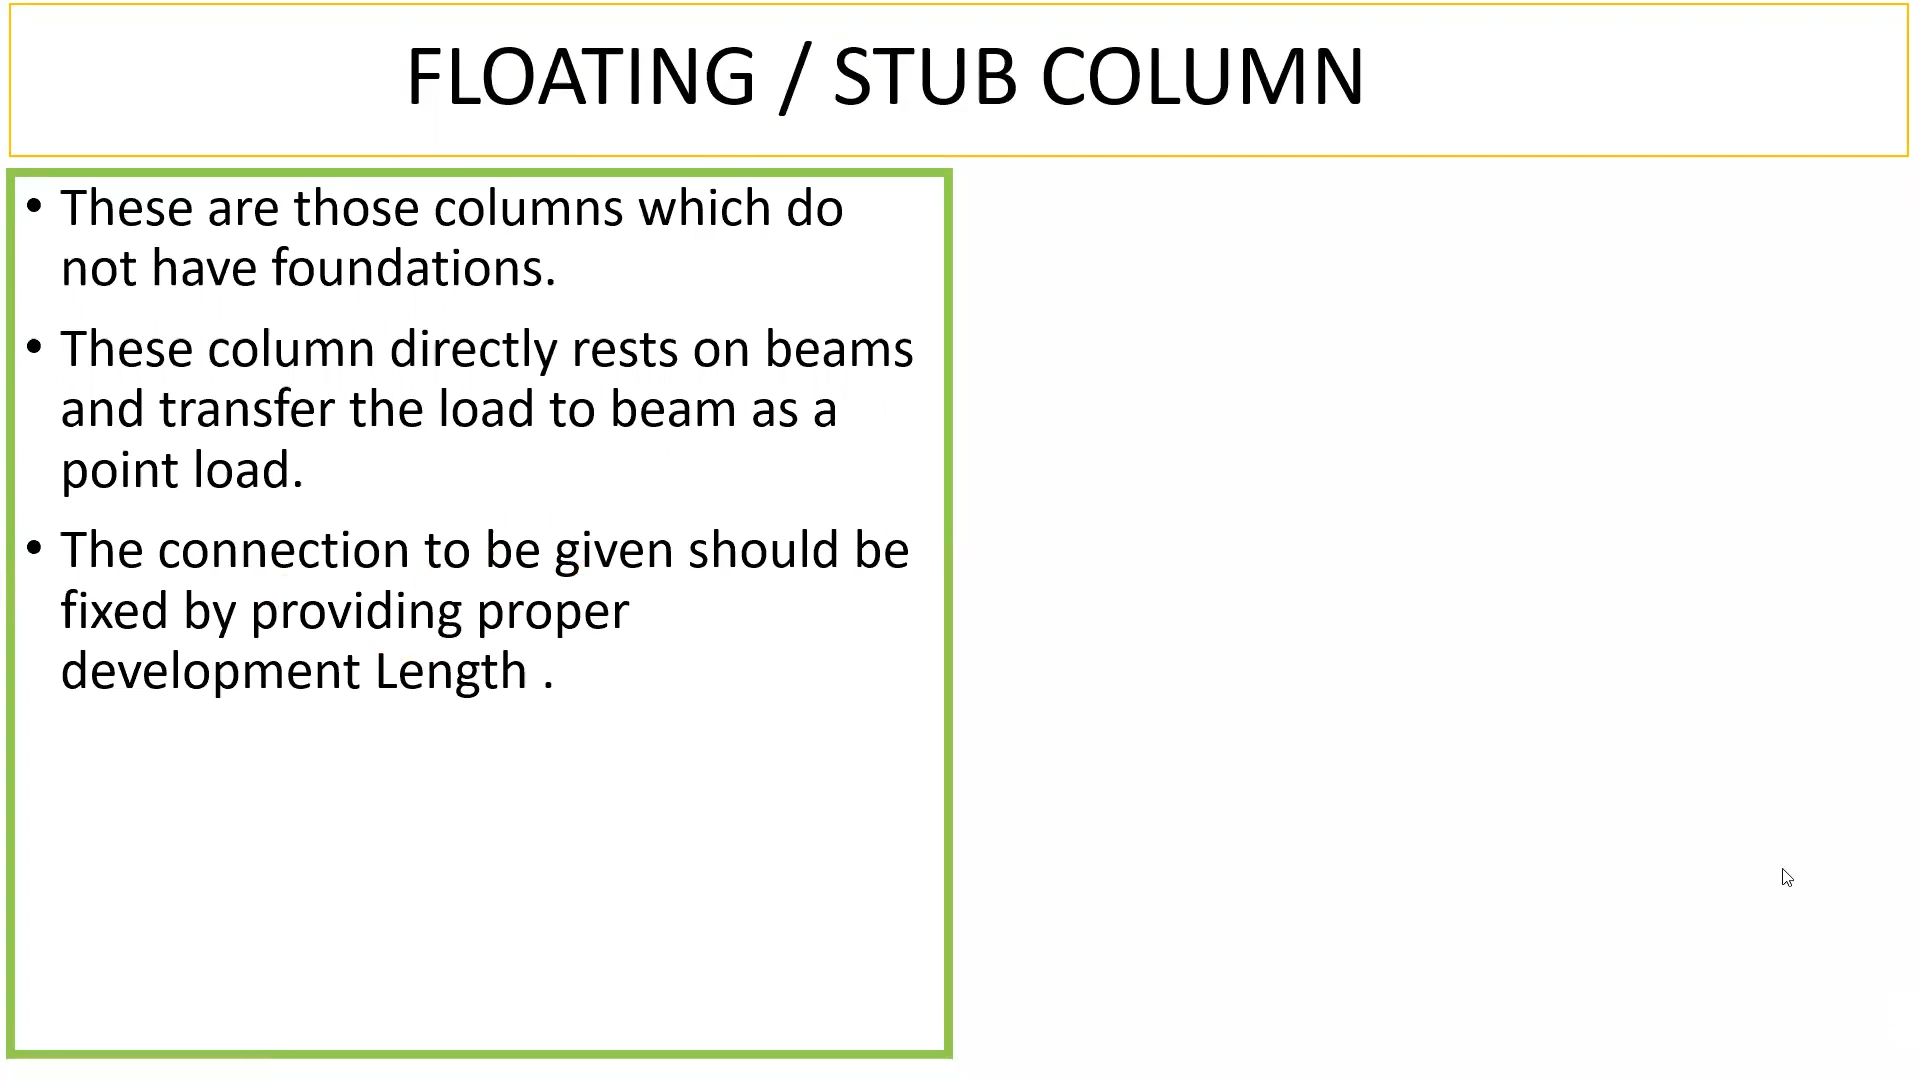 FLOATING / STUB COLUMN
• These are those columns which do
not have foundations.
• These column directly rests on beams
and transfer the load to beam as a
point load.
• The connection to be given should be
fixed by providing proper
development Length .